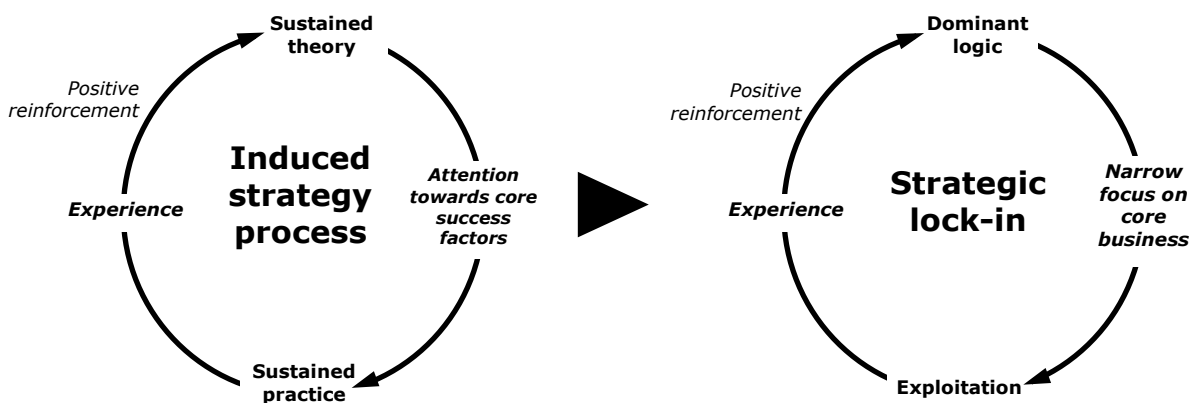 Sustained
theory
Positive
reinforcement
Induced
strategy
process
Attention
towards core
success
factors
Experience
Sustained
practice
Dominant
logic
Positive
reinforcement
Strategic
lock-in
Narrow
focus on
core
business
Experience
Exploitation